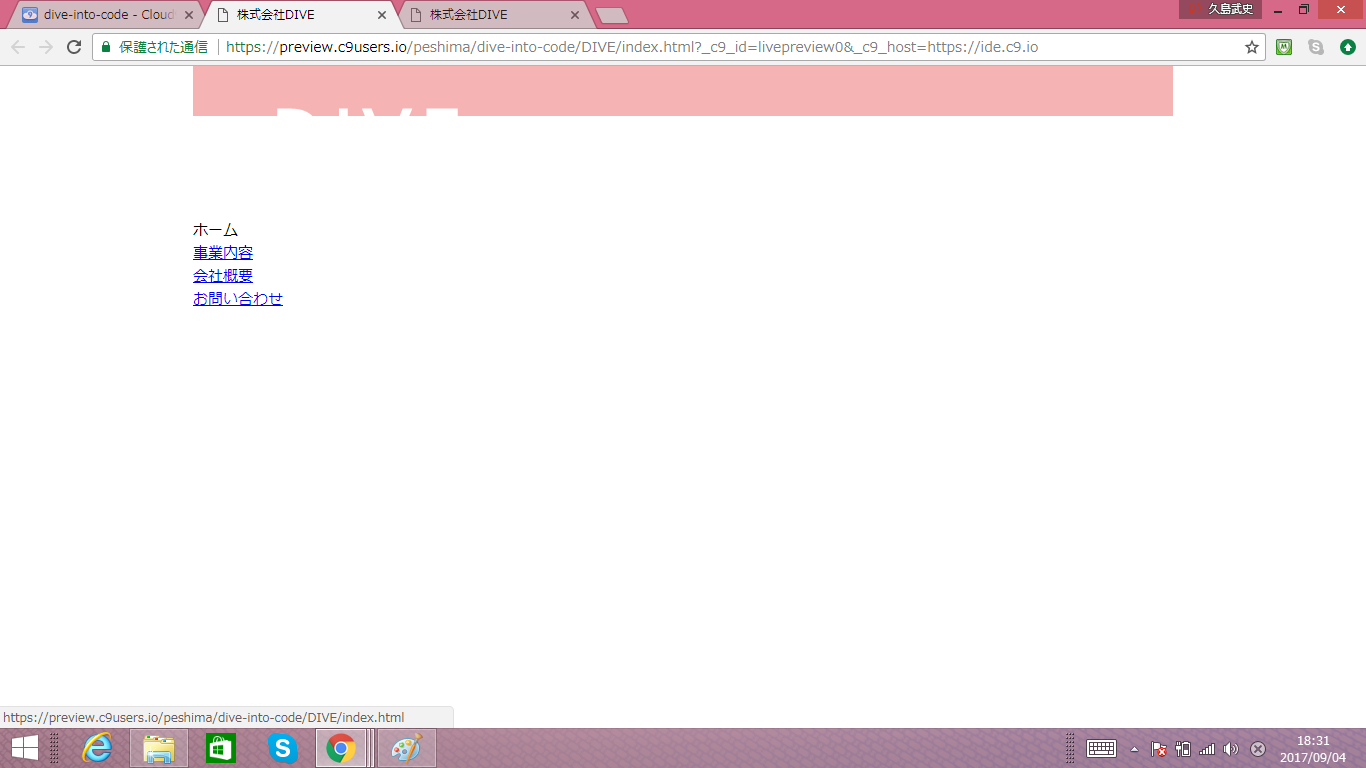 dive-into-code - Cloud
株式会社DIVE
株式会社DIVE
久島武史
保護された通信
https://preview.c9users.io/peshima/dive-into-code/DIVE/index.html?_c9_id=livepreview0&_c9_host=https://ide.c9.io
DIVE
ホーム
事業内容
会社概要
お問い合わせ
https://preview.c9users.io/peshima/dive-into-code/DIVE/index.html
18:31
2017/09/04